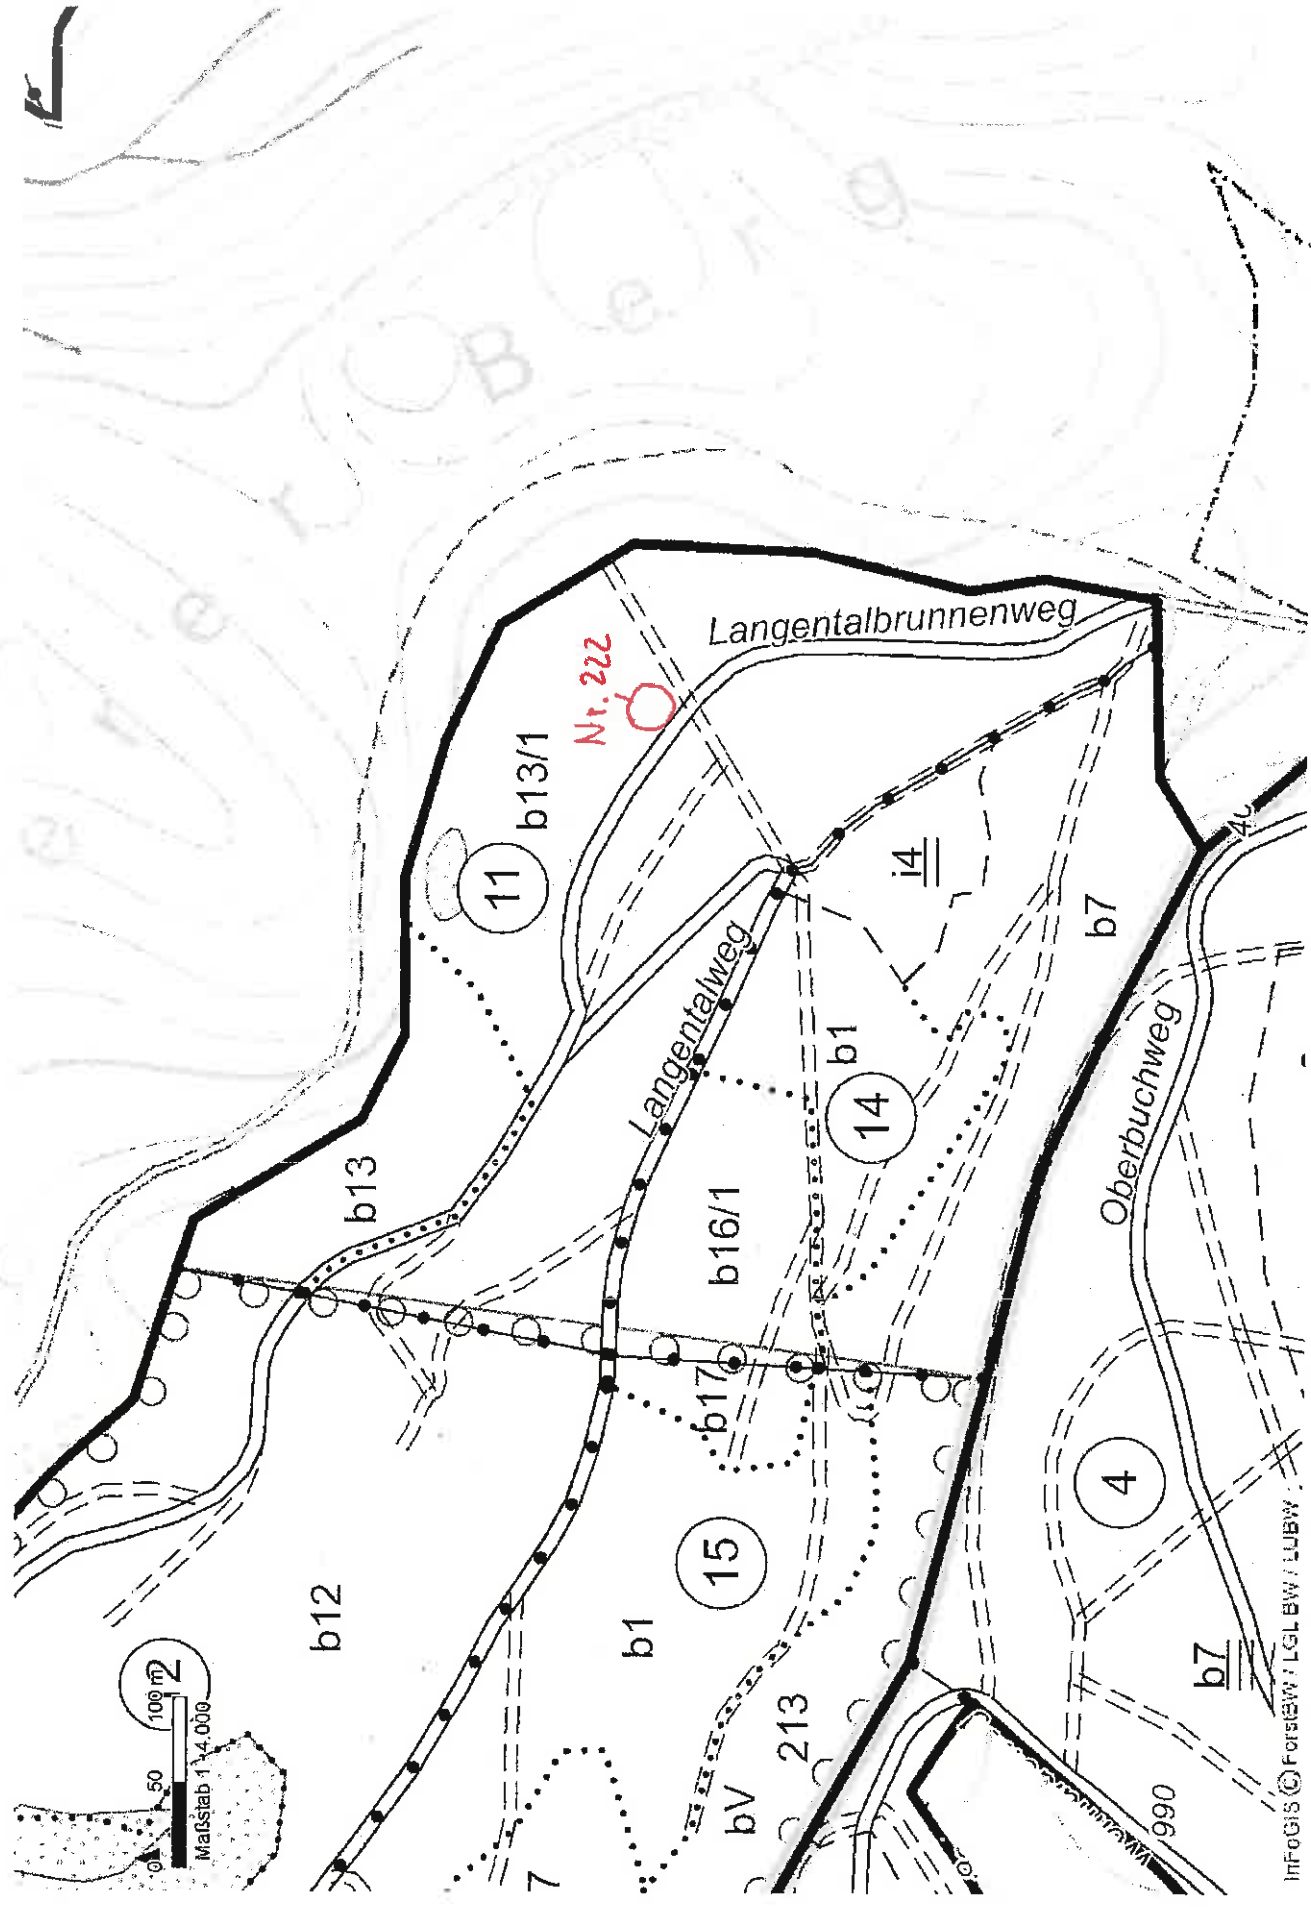 Nr. 222
b13/1
11
Langentalbrunnenweg
b13
Langentalweg
i4
b7
b1
14
Oberbuchweg
b16/1
b17
4
15
b12
b1
b7
213
bV
7
990
B e r g
e
r
e
r
e
12
0 50 100 m
Maßstab 1 : 4.000
InFoGIS © ForstBW / LGL BW / LUBW